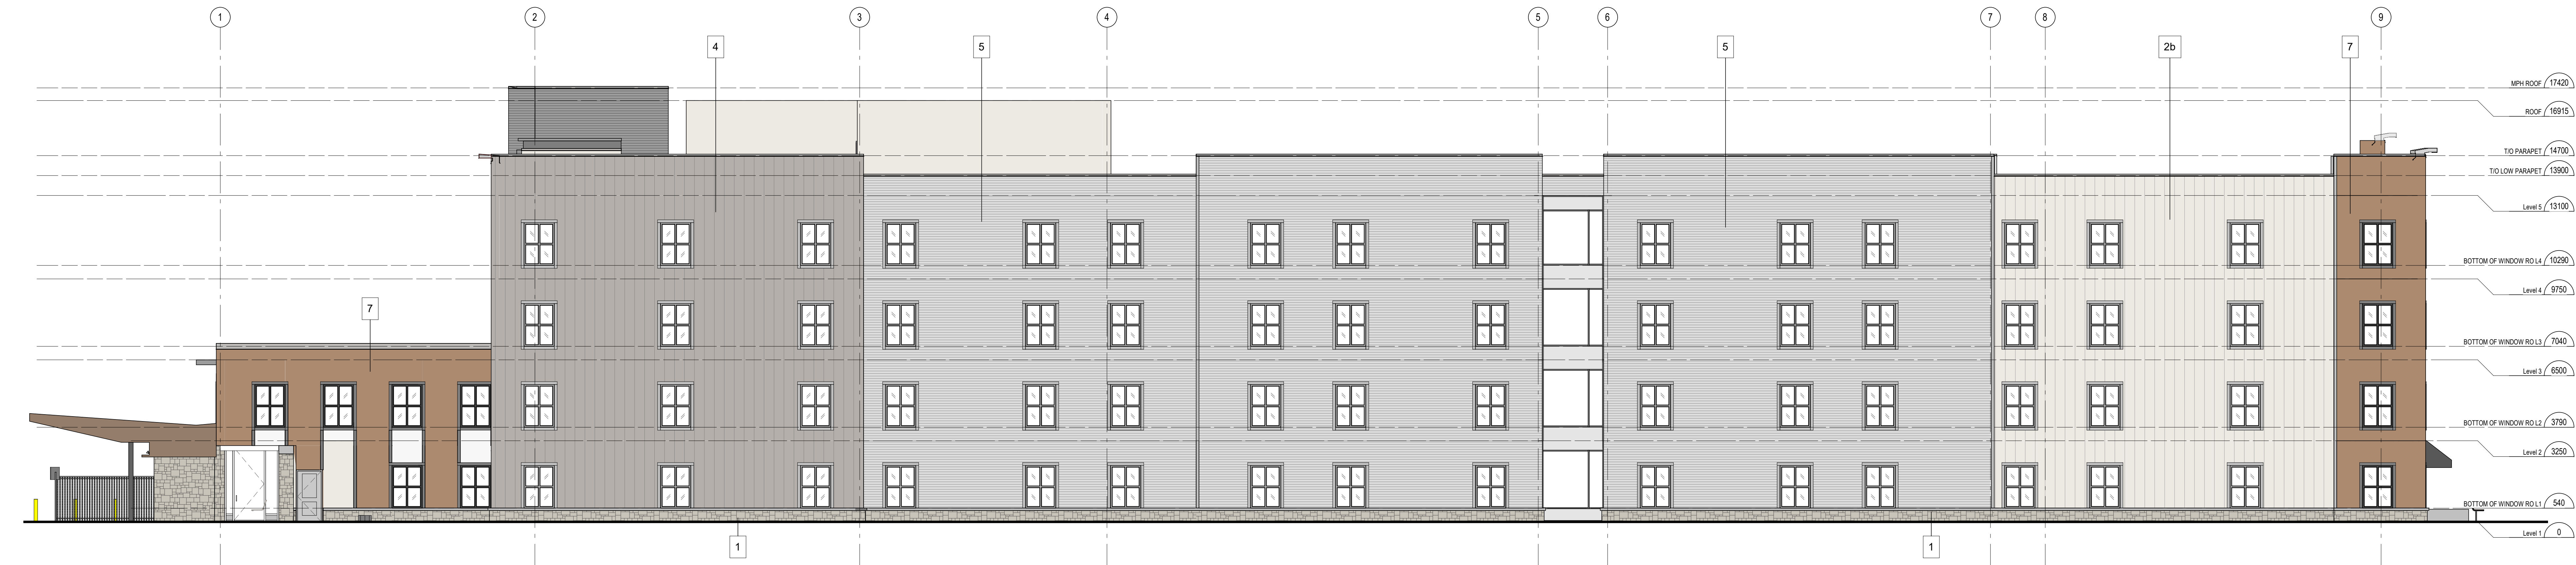 1
2
3
4
5
6
7
8
9
4
5
5
2b
7
MPH ROOF 17420
ROOF 16915
T/O PARAPET 14700
T/O LOW PARAPET 13900
Level 5 13100
BOTTOM OF WINDOW RO L4 10290
Level 4 9750
7
BOTTOM OF WINDOW RO L3 7040
Level 3 6500
BOTTOM OF WINDOW RO L2 3790
Level 2 3250
BOTTOM OF WINDOW RO L1 540
Level 1 0
1
1